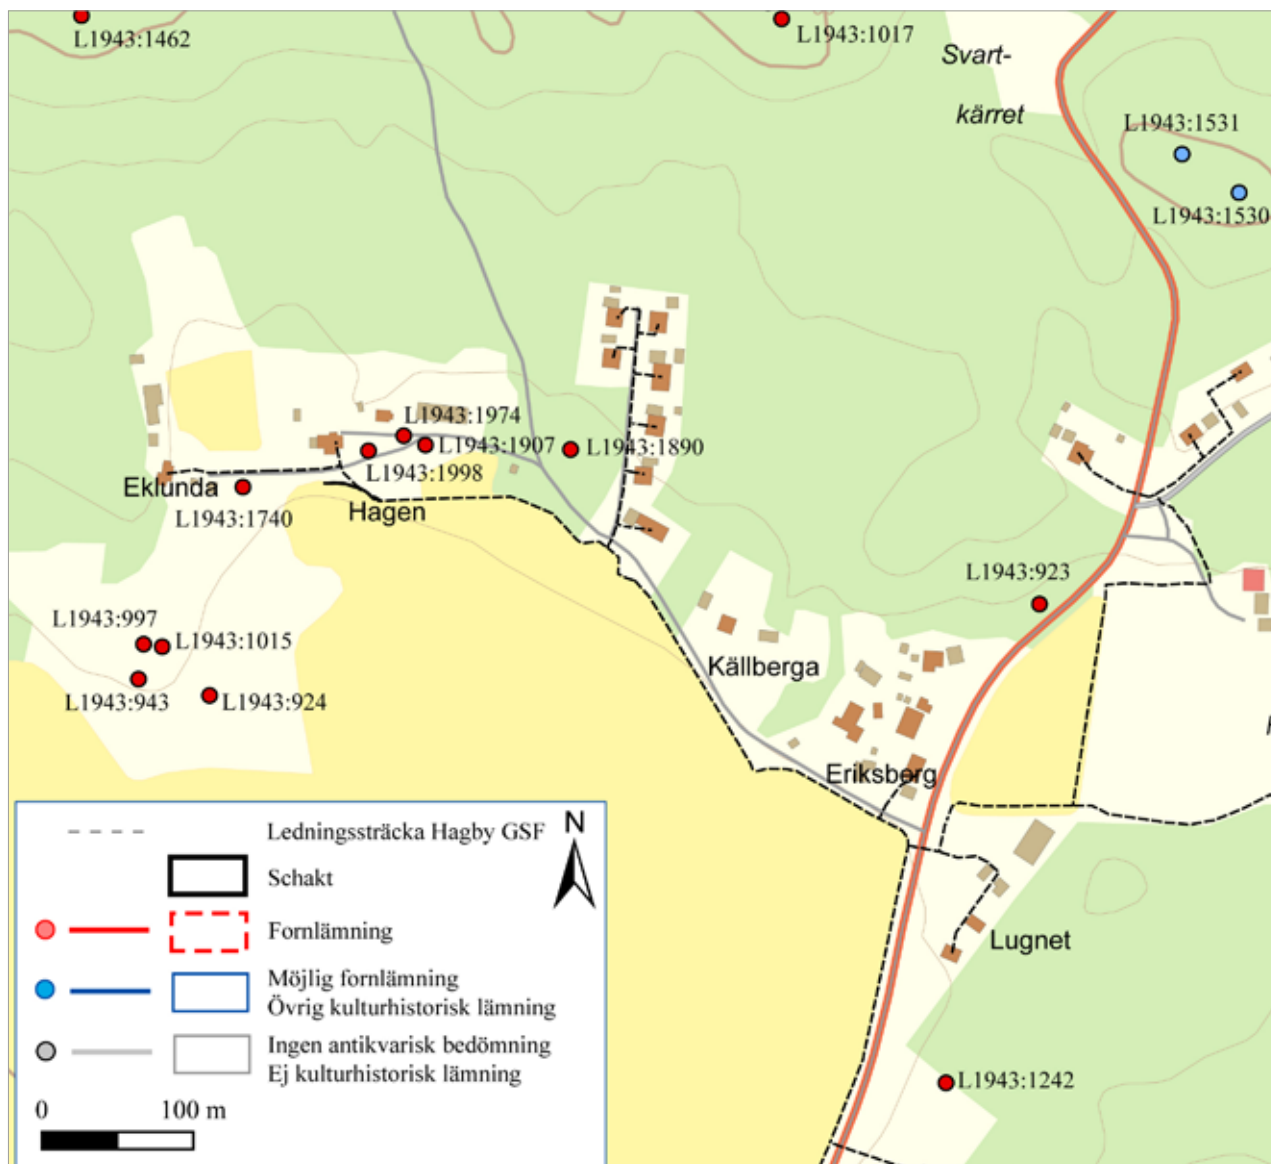 L1943:1462
L1943:1017
Svart-
kärret
L1943:1531
L1943:1530
L1943:1974
L1943:1907
L1943:1890
L1943:1998
Eklunda
Hagen
L1943:1740
L1943:923
L1943:997
L1943:1015
Källberga
L1943:943
L1943:924
Eriksberg
Ledningssträcka Hagby GSF
N
Schakt
Fornlämning
Lugnet
Möjlig fornlämning
Övrig kulturhistorisk lämning
Ingen antikvarisk bedömning
Ej kulturhistorisk lämning
L1943:1242
0 100 m